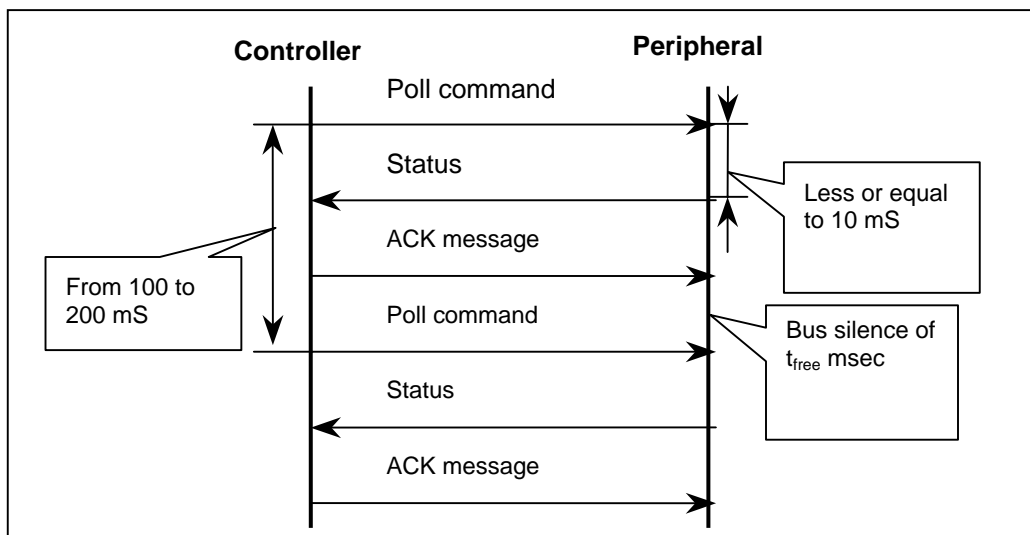 Controller
Peripheral
Poll command
Status
Less or equal
to 10 mS
ACK message
From 100 to
200 mS
Poll command
Bus silence of
tfree msec
Status
ACK message